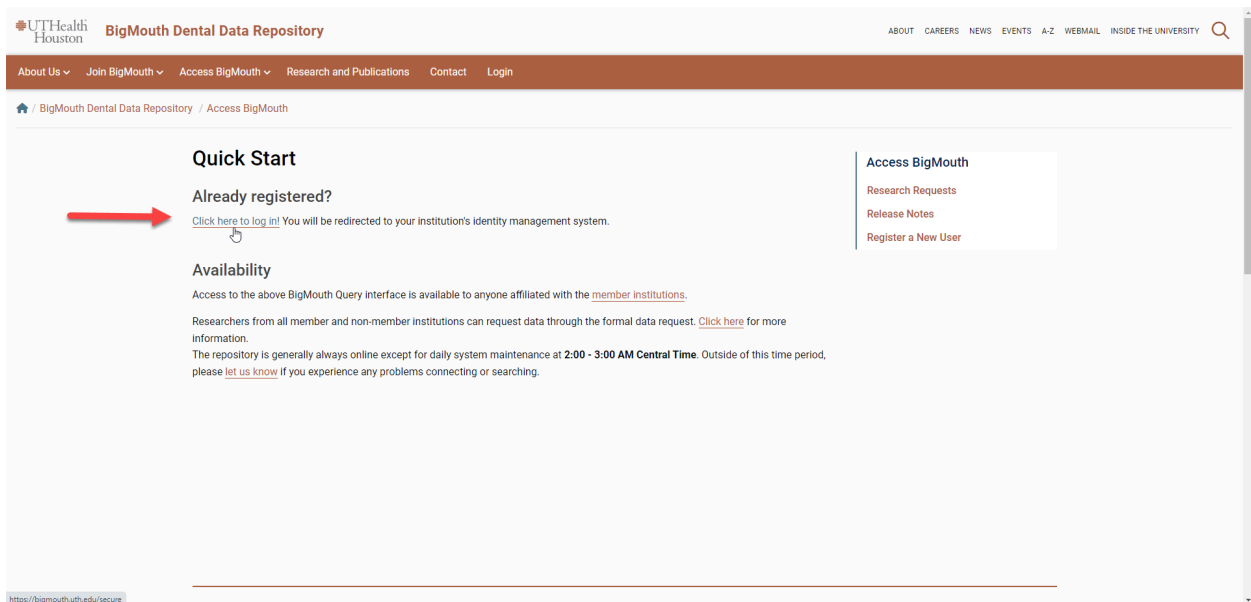 UTHealth
Houston
BigMouth Dental Data Repository
ABOUT CAREERS NEWS EVENTS A-Z WEBMAIL INSIDE THE UNIVERSITY
About Us Join BigMouth Access BigMouth Research and Publications Contact Login
/ BigMouth Dental Data Repository / Access BigMouth
Quick Start
Already registered?
Click here to log in! You will be redirected to your institution's identity management system.
Availability
Access to the above BigMouth Query interface is available to anyone affiliated with the member institutions.
Researchers from all member and non-member institutions can request data through the formal data request. Click here for more
information.
The repository is generally always online except for daily system maintenance at 2:00 - 3:00 AM Central Time. Outside of this time period,
please let us know if you experience any problems connecting or searching.
Access BigMouth
Research Requests
Release Notes
Register a New User
https://bigmouth.uth.edu/secure